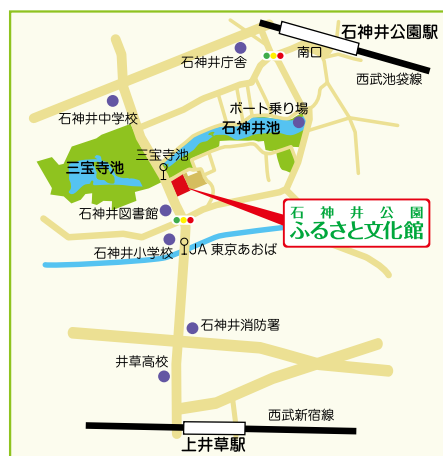 石神井公園駅
南口
石神井庁舎
西武池袋線
ボート乗り場
石神井中学校
石神井池
三宝寺池
三宝寺池
石神井図書館
石神井公園
ふるさと文化館
石神井小学校
JA東京あおば
石神井消防署
井草高校
西武新宿線
上井草駅